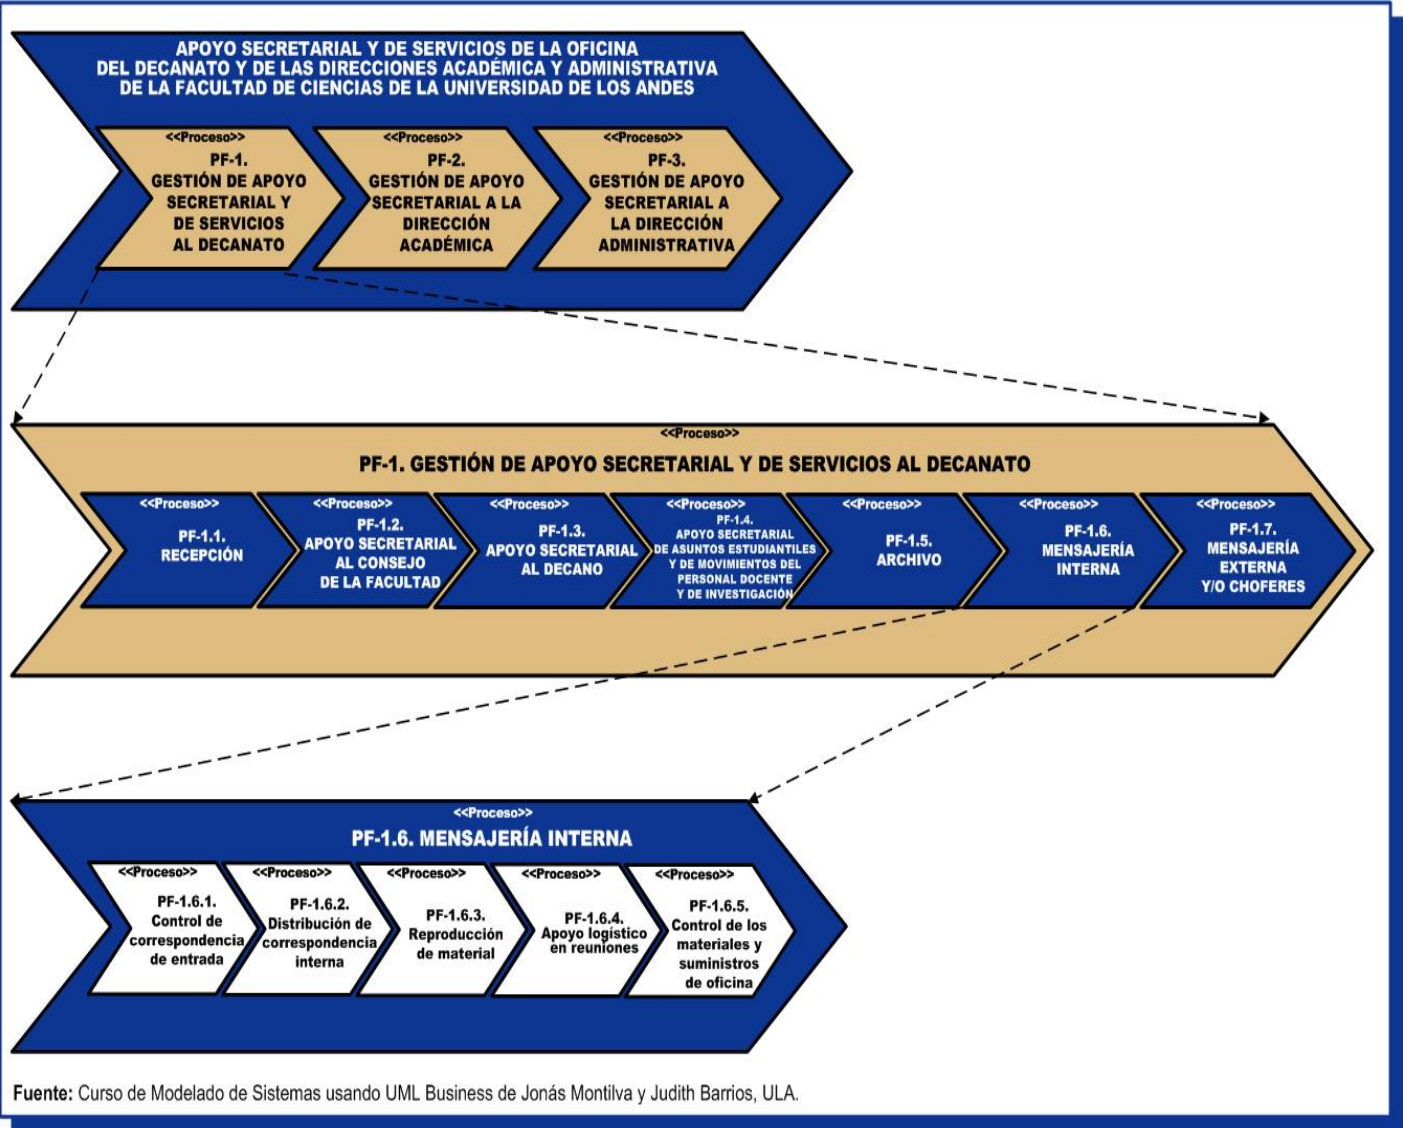 APOYO SECRETARIAL Y DE SERVICIOS DE LA OFICINA
DEL DECANATO Y DE LAS DIRECCIONES ACADÉMICA Y ADMINISTRATIVA
DE LA FACULTAD DE CIENCIAS DE LA UNIVERSIDAD DE LOS ANDES
<<Proceso>>
PF-1.
GESTIÓN DE APOYO
SECRETARIAL Y
DE SERVICIOS
AL DECANATO
<<Proceso>>
PF-2.
GESTIÓN DE APOYO
SECRETARIAL A LA
DIRECCIÓN
ACADÉMICA
<<Proceso>>
PF-3.
GESTIÓN DE APOYO
SECRETARIAL A
LA DIRECCIÓN
ADMINISTRATIVA
<<Proceso>>
PF-1. GESTIÓN DE APOYO SECRETARIAL Y DE SERVICIOS AL DECANATO
<<Proceso>>
PF-1.1.
RECEPCIÓN
<<Proceso>>
PF-1.2.
APOYO SECRETARIAL
AL CONSEJO
DE LA FACULTAD
<<Proceso>>
PF-1.3.
APOYO SECRETARIAL
AL DECANO
<<Proceso>>
PF-1.4.
APOYO SECRETARIAL
DE ASUNTOS ESTUDIANTILES
Y DE MOVIMIENTOS DEL
PERSONAL DOCENTE
Y DE INVESTIGACIÓN
<<Proceso>>
PF-1.5.
ARCHIVO
<<Proceso>>
PF-1.6.
MENSAJERÍA
INTERNA
<<Proceso>>
PF-1.7.
MENSAJERÍA
EXTERNA
Y/O CHOFERES
<<Proceso>>
PF-1.6. MENSAJERÍA INTERNA
<<Proceso>>
PF-1.6.1.
Control de
correspondencia
de entrada
<<Proceso>>
PF-1.6.2.
Distribución de
correspondencia
interna
<<Proceso>>
PF-1.6.3.
Reproducción
de material
<<Proceso>>
PF-1.6.4.
Apoyo logístico
en reuniones
<<Proceso>>
PF-1.6.5.
Control de los
materiales y
suministros
de oficina
Fuente: Curso de Modelado de Sistemas usando UML Business de Jonás Montilva y Judith Barrios, ULA.